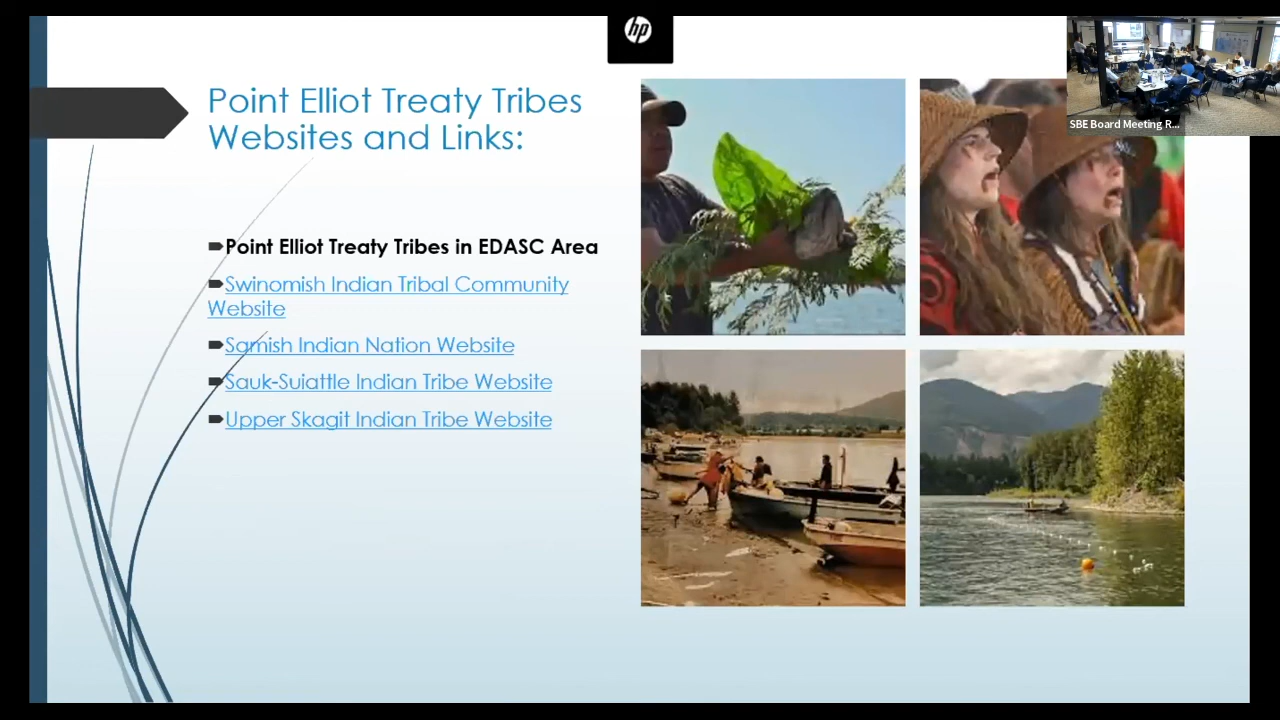 hp
SBE Board Meeting R...
Point Elliot Treaty Tribes
Websites and Links:
Point Elliot Treaty Tribes in EDASC Area
Swinomish Indian Tribal Community
Website
Samish Indian Nation Website
Sauk-Suiattle Indian Tribe Website
Upper Skagit Indian Tribe Website